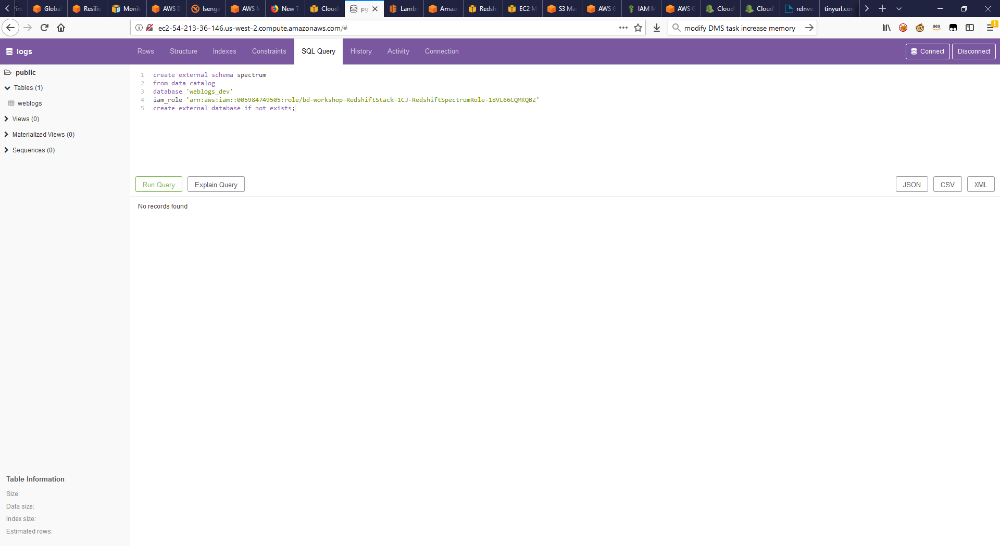 Global
Resilie
Monit
AWS D
Isenga
AWS M
New T
Cloud
pg
Lamb
Amaz
Redsh
EC2 M
S3 Ma
AWS G
IAM M
AWS G
Cloud
Cloud
reInve
tinyurl.com
ec2-54-213-36-146.us-west-2.compute.amazonaws.com/#
modify DMS task increase memory
aea
logs
Rows Structure Indexes Constraints SQL Query History Activity Connection
Connect Disconnect
public
Tables (1)
weblogs
Views (0)
Materialized Views (0)
Sequences (0)
1 create external schema spectrum
2 from data catalog
3 database 'weblogs_dev'
4 iam_role 'arn:aws:iam::005984749505:role/bd-workshop-RedshiftStack-1CJ-RedshiftSpectrumRole-18VL66CQMKQBZ'
5 create external database if not exists;
Run Query Explain Query
JSON CSV XML
No records found
Table Information
Size:
Data size:
Index size:
Estimated rows: